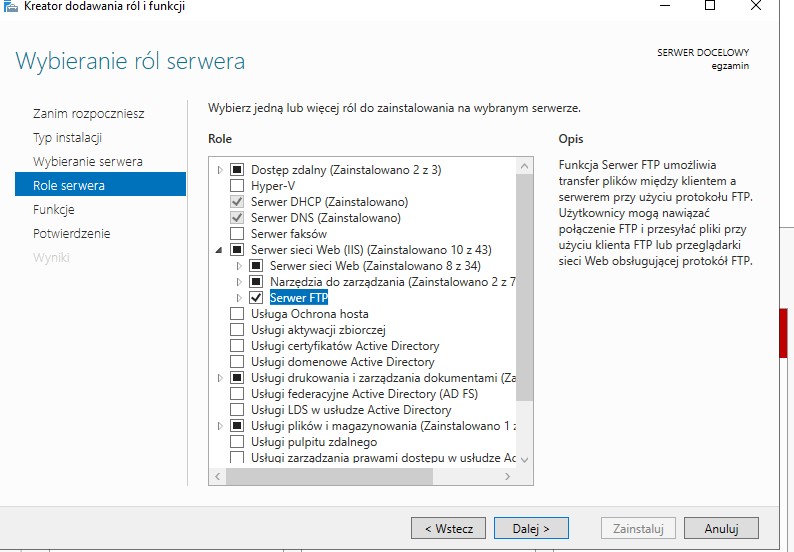 Kreator dodawania ról i funkcji
Wybieranie ról serwera
SERWER DOCELOWY
egzamin
Zanim rozpoczniesz
Typ instalacji
Wybieranie serwera
Role serwera
Funkcje
Potwierdzenie
Wyniki
Wybierz jedną lub więcej ról do zainstalowania na wybranym serwerze.
Role
Dostęp zdalny (Zainstalowano 2 z 3)
Hyper-V
Serwer DHCP (Zainstalowano)
Serwer DNS (Zainstalowano)
Serwer faksów
Serwer sieci Web (IIS) (Zainstalowano 10 z 43)
Serwer sieci Web (Zainstalowano 8 z 34)
Narzędzia do zarządzania (Zainstalowano 2 z 7
Serwer FTP
Usługa Ochrona hosta
Usługi aktywacji zbiorczej
Usługi certyfikatów Active Directory
Usługi domenowe Active Directory
Usługi drukowania i zarządzania dokumentami (Za
Usługi federacyjne Active Directory (AD FS)
Usługi LDS w usłudze Active Directory
Usługi plików i magazynowania (Zainstalowano 1 z
Usługi pulpitu zdalnego
Usługi zarządzania prawami dostępu w usłudze Ac
Opis
Funkcja Serwer FTP umożliwia
transfer plików między klientem a
serwerem przy użyciu protokołu FTP.
Użytkownicy mogą nawiązać
połączenie FTP i przesyłać pliki przy
użyciu klienta FTP lub przeglądarki
sieci Web obsługującej protokół FTP.
< Wstecz
Dalej >
Zainstaluj
Anuluj